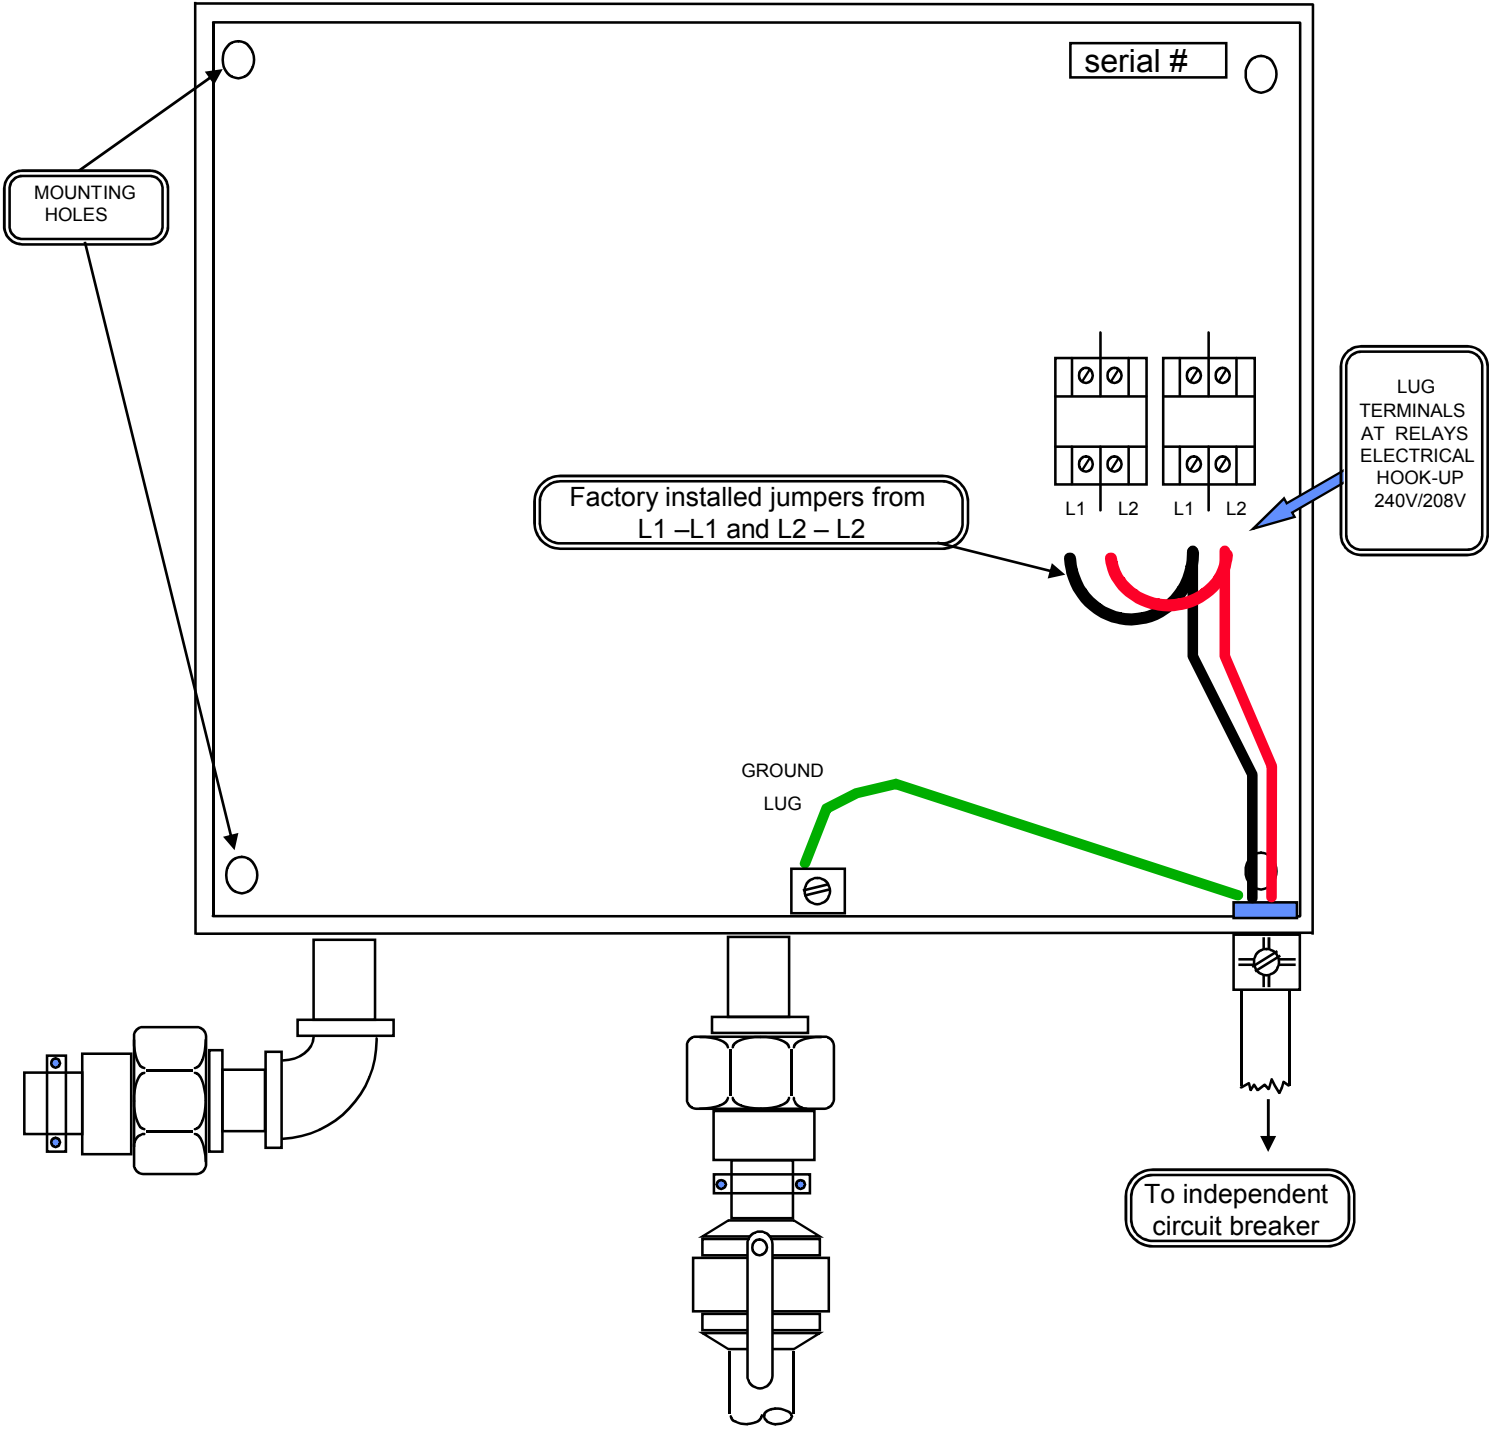 serial #
MOUNTING
HOLES
LUG
TERMINALS
AT RELAYS
ELECTRICAL
HOOK-UP
240V/208V
Factory installed jumpers from
L1 –L1 and L2 – L2
L1 L2 L1 L2
GROUND
LUG
To independent
circuit breaker